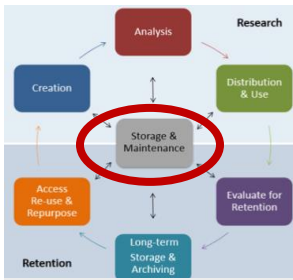 Research
Analysis
Creation
Distribution
& Use
Storage &
Maintenance
Access
Re-use &
Repurpose
Evaluate for
Retention
Long-term
Storage &
Archiving
Retention